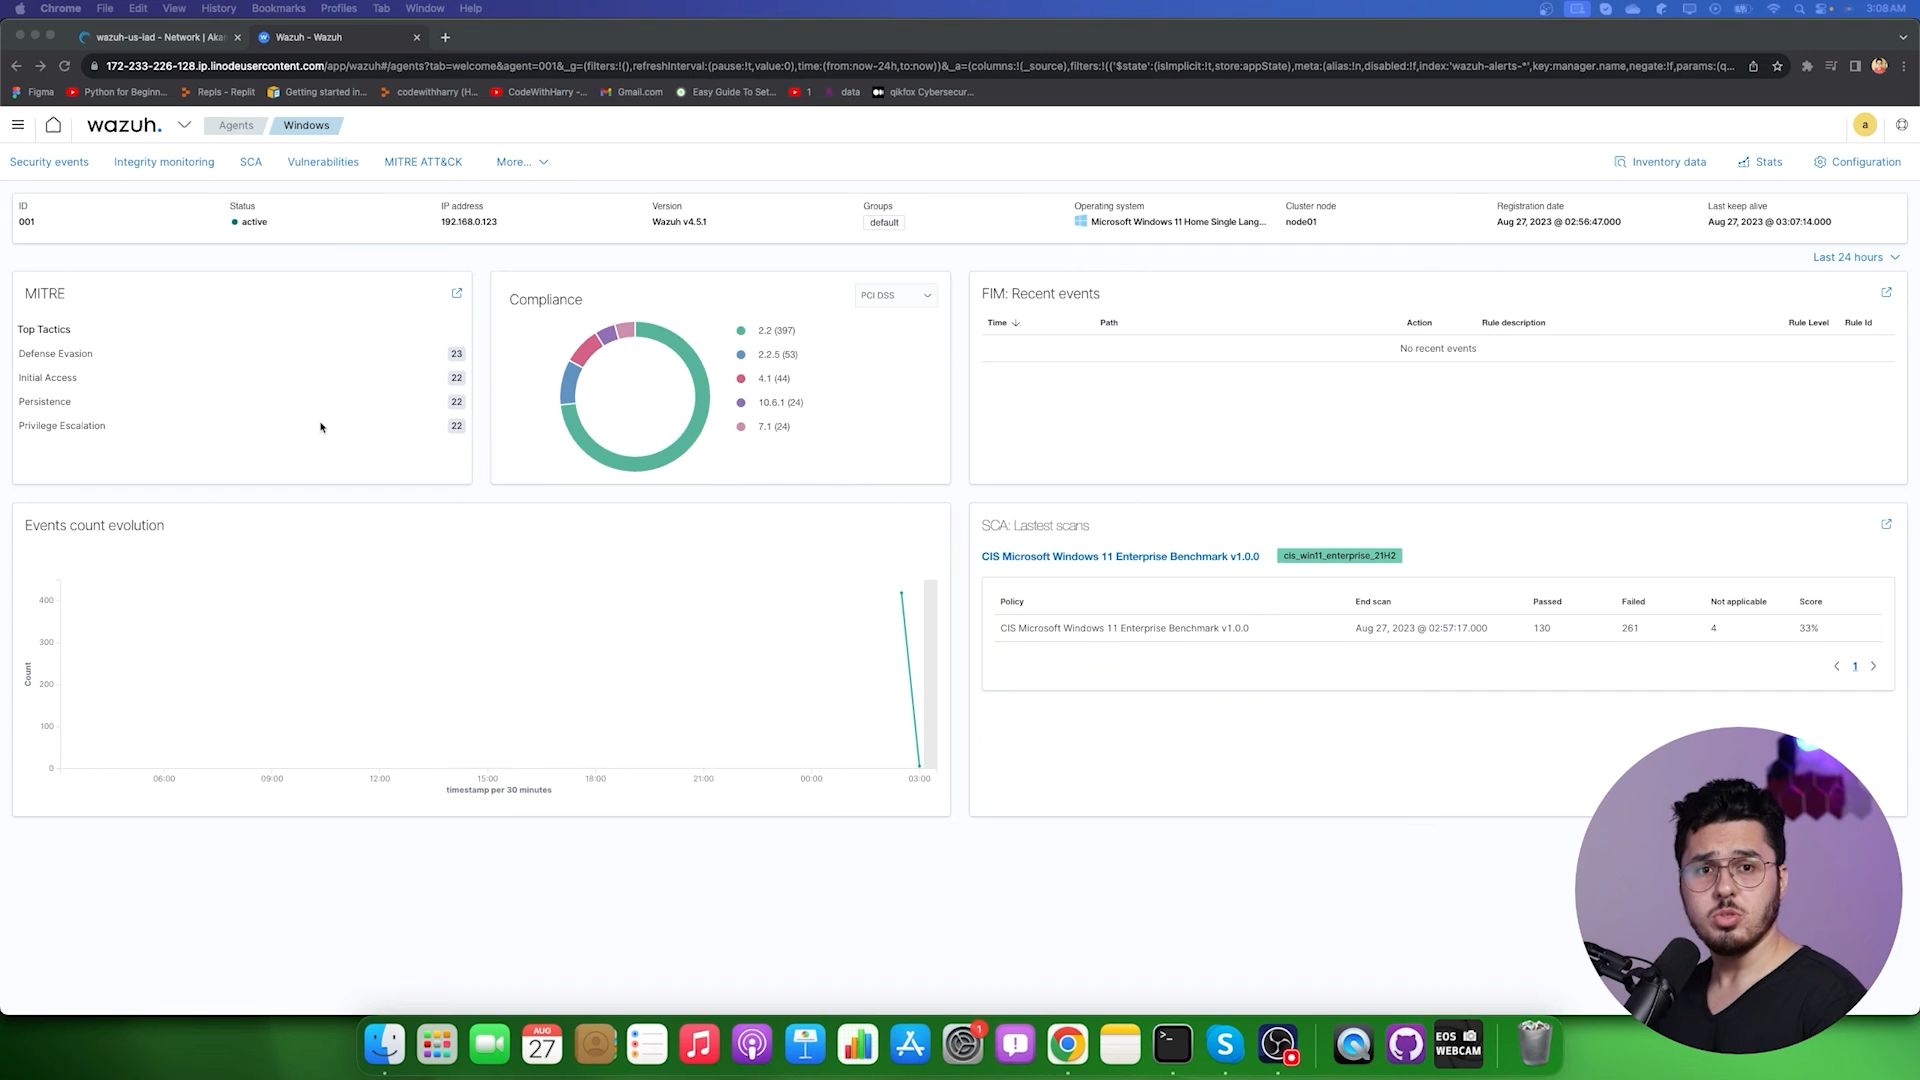 Chrome File Edit View History Bookmarks Profiles Tab Window Help 3:08 AM
wazuh-us-iad - Network | Aka Wazuh - Wazuh
172-233-226-128.ip.linodeusercontent.com/app/wazuh#/agents?tab=welcome&agent=001&_g=(filters:!(),refreshInterval:(pause:!t,value:0),time:(from:now-24h,to:now))&_a=(columns:!(_source),filters:!(('$state':(isImplicit:!t,store:appState),meta:(alias:!n,disabled:!f,index:'wazuh-alerts-*',key:manager.name,negate:!f,params:(q...
Figma Python for Beginn... Repls - Replit Getting started in... codewithharry (H... CodeWithHarry -... Gmail.com Easy Guide To Set... 1 data qikfox Cybersecur...
wazuh. Agents Windows a
Security events Integrity monitoring SCA Vulnerabilities MITRE ATT&CK More... Inventory data Stats Configuration
ID Status IP address Version Groups Operating system Cluster node Registration date Last keep alive
001 active 192.168.0.123 Wazuh v4.5.1 default Microsoft Windows 11 Home Single Lang... node01 Aug 27, 2023 @ 02:56:47.000 Aug 27, 2023 @ 03:07:14.000
Last 24 hours
MITRE
Top Tactics
Defense Evasion 23
Initial Access 22
Persistence 22
Privilege Escalation 22
Compliance PCI DSS
2.2 (397)
2.2.5 (53)
4.1 (44)
10.6.1 (24)
7.1 (24)
FIM: Recent events
Time Path Action Rule description Rule Level Rule Id
No recent events
Events count evolution
400
300
200
100
0
Count
06:00 09:00 12:00 15:00 18:00 21:00 00:00 03:00
timestamp per 30 minutes
SCA: Lastest scans
CIS Microsoft Windows 11 Enterprise Benchmark v1.0.0 cis_win11_enterprise_21H2
Policy End scan Passed Failed Not applicable Score
CIS Microsoft Windows 11 Enterprise Benchmark v1.0.0 Aug 27, 2023 @ 02:57:17.000 130 261 4 33%
1
AUG
27
1
EOS
WEBCAM